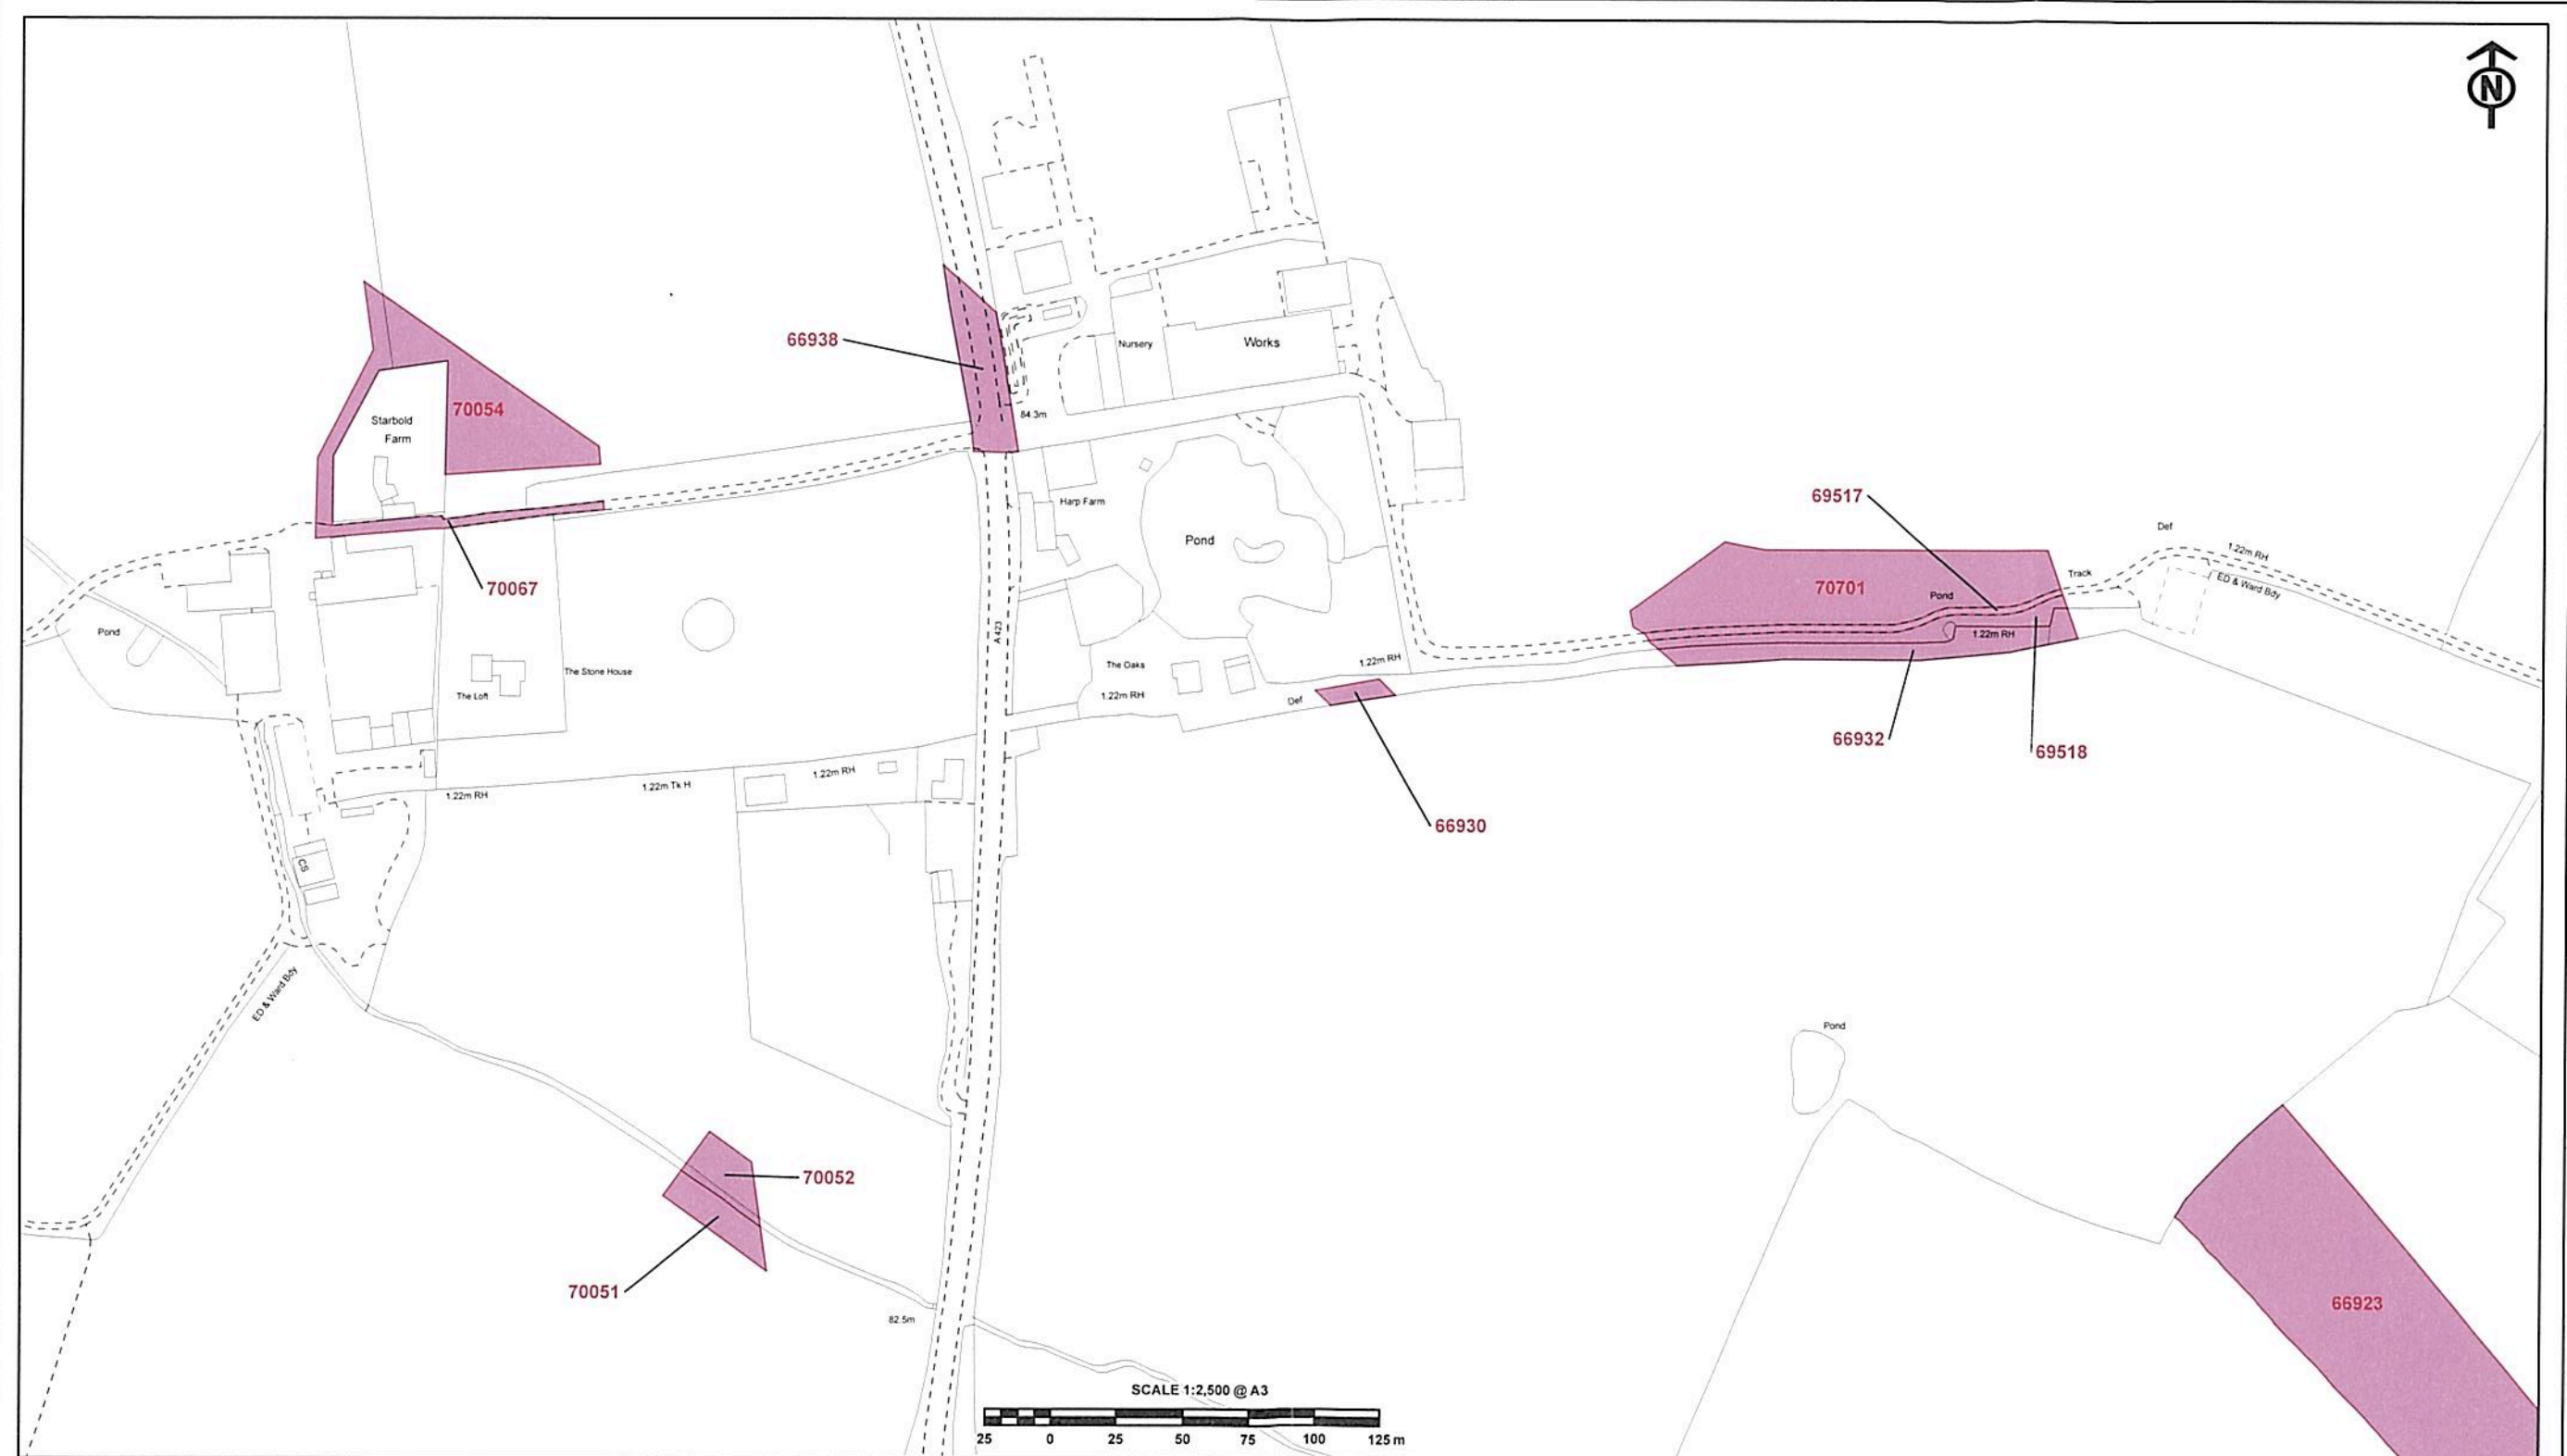 N
66938
Nursery
Works
84.3m
70054
Starbold
Farm
Harp Farm
69517
Def
Pond
1.22m RH
Track
ED & Ward Bdy
70701
Pond
70067
A 423
Pond
1.22m RH
The Oaks
1.22m RH
The Stone House
The Loft
1.22m RH
Def
66932
69518
1.22m RH
1.22m Tk H
1.22m RH
66930
CS
ED & Ward Bdy
Pond
70052
70051
66923
82.5m
SCALE 1:2,500 @ A3
25 0 25 50 75 100 125 m